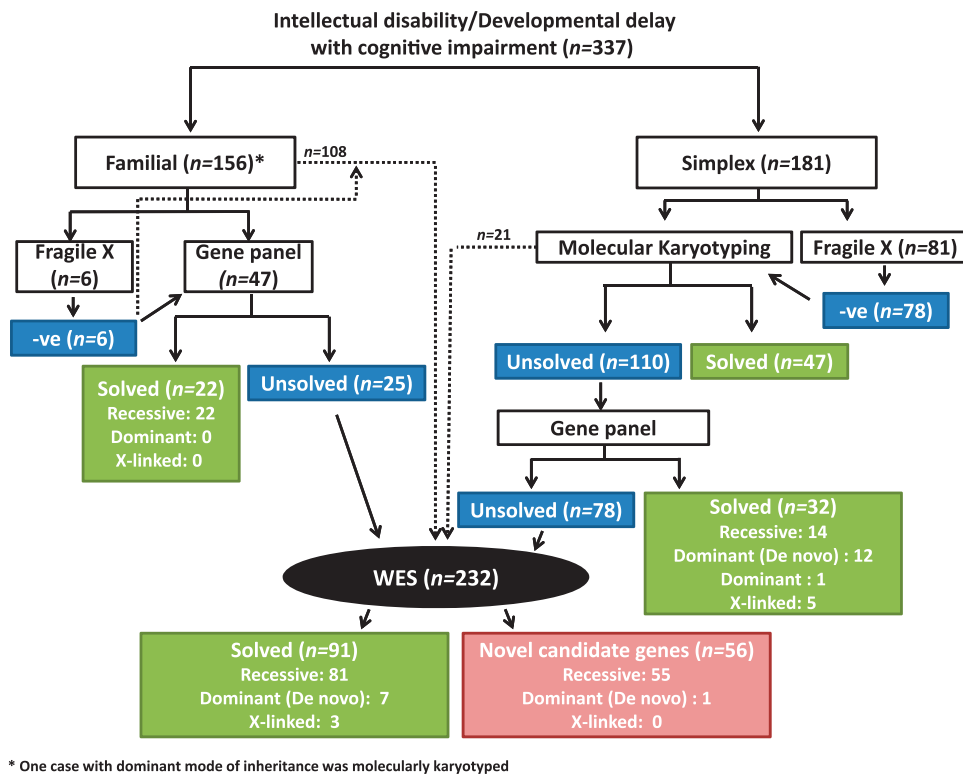 Intellectual disability/Developmental delay
with cognitive impairment (n=337)
Familial (n=156)*
n=108
Simplex (n=181)
Fragile X
(n=6)
Gene panel
(n=47)
n=21
Molecular Karyotyping
Fragile X (n=81)
-ve (n=6)
-ve (n=78)
Solved (n=22)
Recessive: 22
Dominant: 0
X-linked: 0
Unsolved (n=25)
Unsolved (n=110)
Solved (n=47)
Gene panel
Unsolved (n=78)
Solved (n=32)
Recessive: 14
Dominant (De novo) : 12
Dominant : 1
X-linked: 5
WES (n=232)
Solved (n=91)
Recessive: 81
Dominant (De novo): 7
X-linked: 3
Novel candidate genes (n=56)
Recessive: 55
Dominant (De novo) : 1
X-linked: 0
* One case with dominant mode of inheritance was molecularly karyotyped